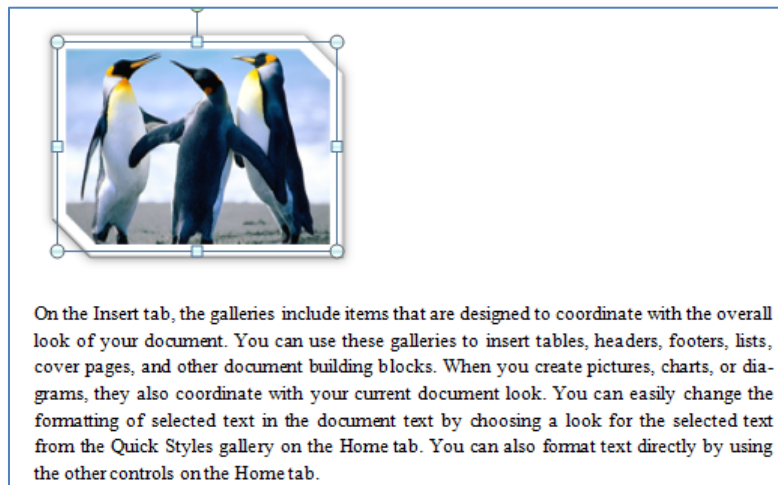 On the Insert tab, the galleries include items that are designed to coordinate with the overall
look of your document. You can use these galleries to insert tables, headers, footers, lists,
cover pages, and other document building blocks. When you create pictures, charts, or dia-
grams, they also coordinate with your current document look. You can easily change the
formatting of selected text in the document text by choosing a look for the selected text
from the Quick Styles gallery on the Home tab. You can also format text directly by using
the other controls on the Home tab.